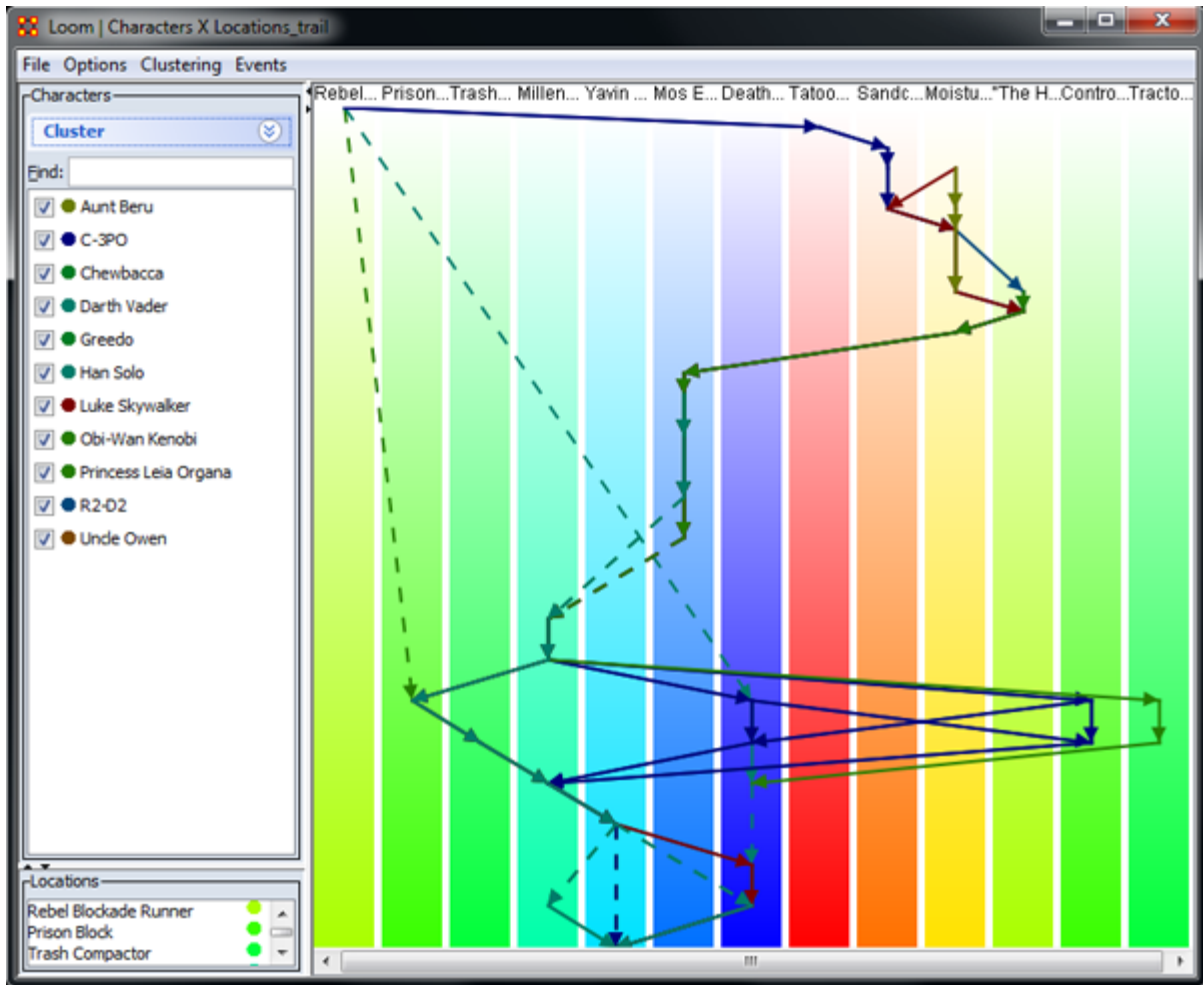 Loom | Characters X Locations_trail
File Options Clustering Events
Characters
Rebel... Prison... Trash... Millen... Yavin ... Mos E... Death... Tatoo... Sandc... Moistu... "The H... Contro... Tracto...
Cluster
Find:
Aunt Beru
C-3PO
Chewbacca
Darth Vader
Greedo
Han Solo
Luke Skywalker
Obi-Wan Kenobi
Princess Leia Organa
R2-D2
Uncle Owen
Locations
Rebel Blockade Runner
Prison Block
Trash Compactor